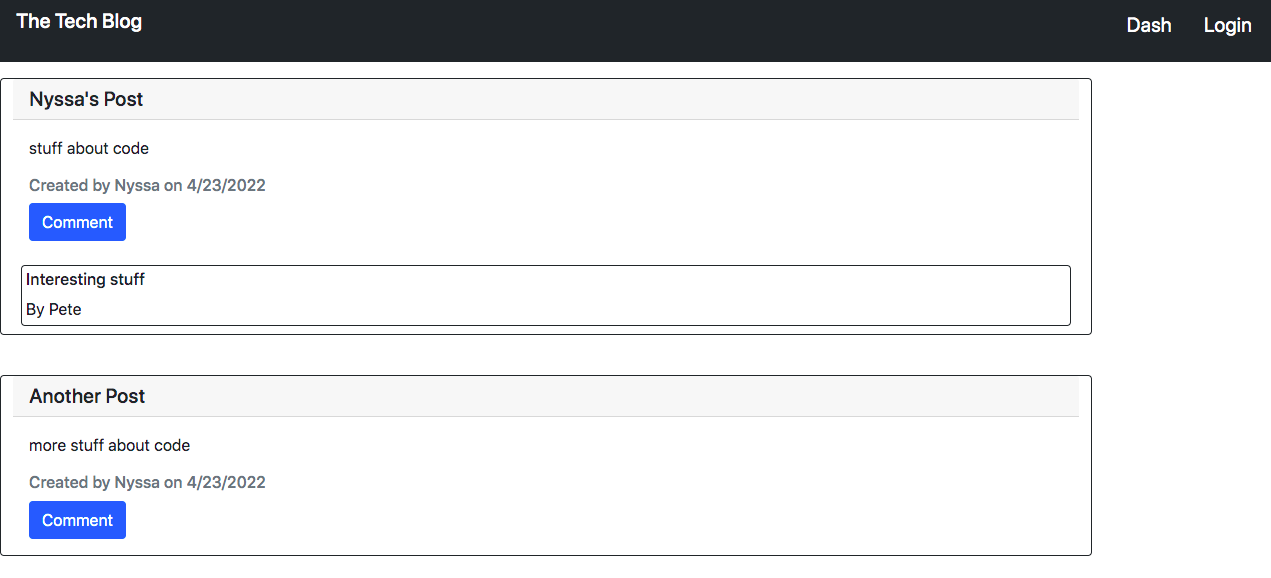 The Tech Blog
Dash Login
Nyssa's Post
stuff about code
Created by Nyssa on 4/23/2022
Comment
Interesting stuff
By Pete
Another Post
more stuff about code
Created by Nyssa on 4/23/2022
Comment